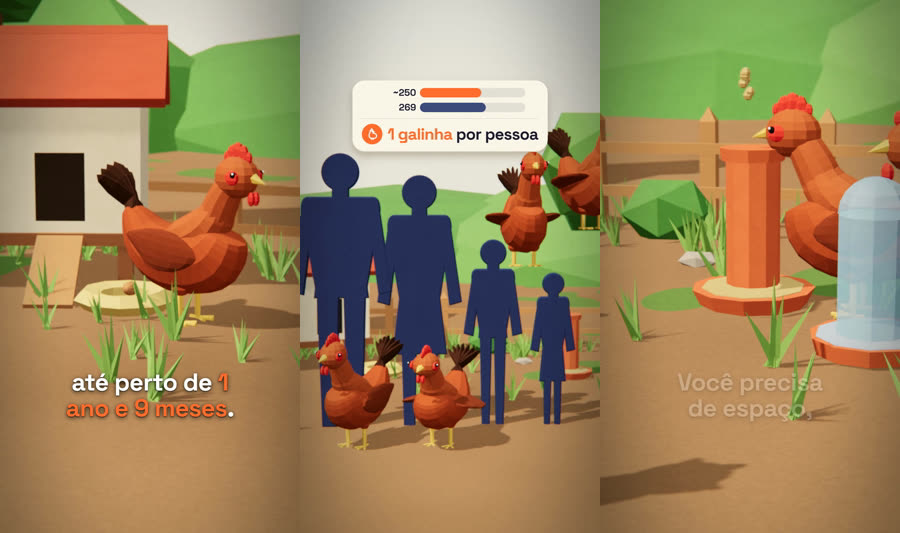 até perto de 1
ano e 9 meses.
~250
269
1 galinha por pessoa
Você precisa
de espaço,